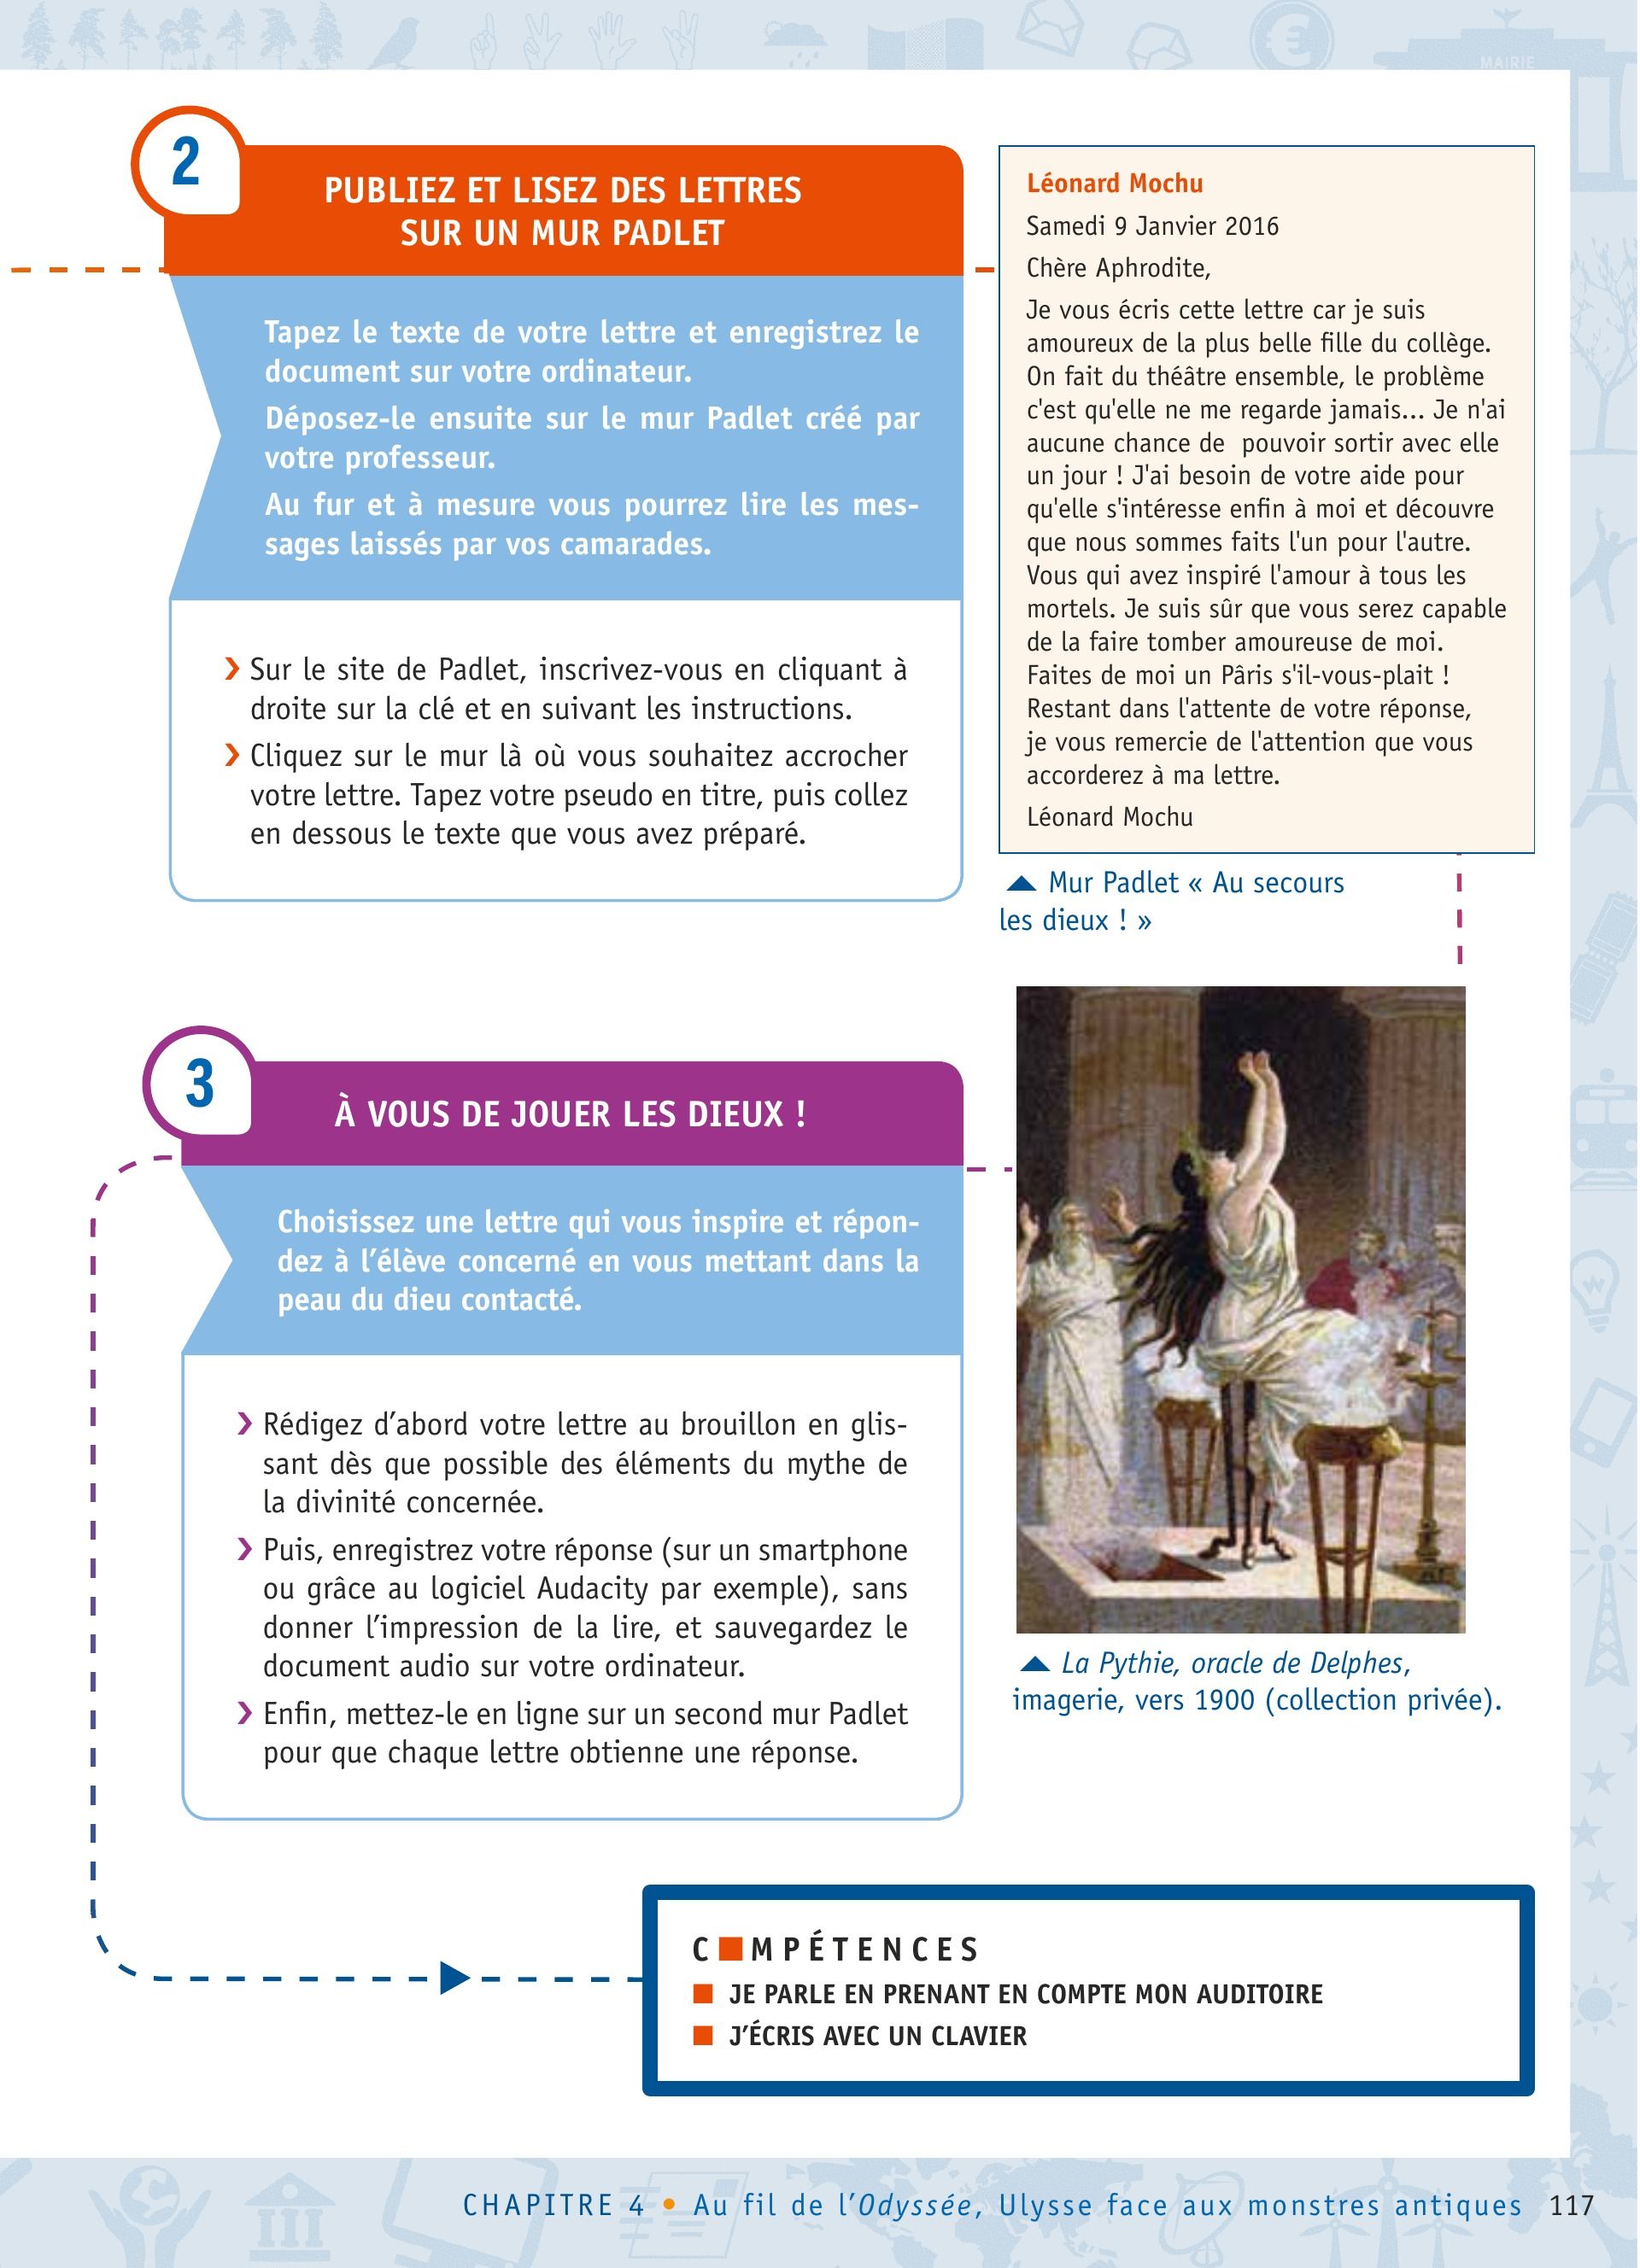 MAIRIE
2
PUBLIEZ ET LISEZ DES LETTRES
SUR UN MUR PADLET
Tapez le texte de votre lettre et enregistrez le
document sur votre ordinateur.
Déposez-le ensuite sur le mur Padlet créé par
votre professeur.
Au fur et à mesure vous pourrez lire les mes-
sages laissés par vos camarades.
› Sur le site de Padlet, inscrivez-vous en cliquant à
droite sur la clé et en suivant les instructions.
› Cliquez sur le mur là où vous souhaitez accrocher
votre lettre. Tapez votre pseudo en titre, puis collez
en dessous le texte que vous avez préparé.
Léonard Mochu
Samedi 9 Janvier 2016
Chère Aphrodite,
Je vous écris cette lettre car je suis
amoureux de la plus belle fille du collège.
On fait du théâtre ensemble, le problème
c'est qu'elle ne me regarde jamais... Je n'ai
aucune chance de pouvoir sortir avec elle
un jour ! J'ai besoin de votre aide pour
qu'elle s'intéresse enfin à moi et découvre
que nous sommes faits l'un pour l'autre.
Vous qui avez inspiré l'amour à tous les
mortels. Je suis sûr que vous serez capable
de la faire tomber amoureuse de moi.
Faites de moi un Pâris s'il-vous-plait !
Restant dans l'attente de votre réponse,
je vous remercie de l'attention que vous
accorderez à ma lettre.
Léonard Mochu
Mur Padlet « Au secours
les dieux ! »
3
À VOUS DE JOUER LES DIEUX !
Choisissez une lettre qui vous inspire et répon-
dez à l’élève concerné en vous mettant dans la
peau du dieu contacté.
› Rédigez d’abord votre lettre au brouillon en glis-
sant dès que possible des éléments du mythe de
la divinité concernée.
› Puis, enregistrez votre réponse (sur un smartphone
ou grâce au logiciel Audacity par exemple), sans
donner l’impression de la lire, et sauvegardez le
document audio sur votre ordinateur.
› Enfin, mettez-le en ligne sur un second mur Padlet
pour que chaque lettre obtienne une réponse.
La Pythie, oracle de Delphes,
imagerie, vers 1900 (collection privée).
C■MPÉTENCES
■ JE PARLE EN PRENANT EN COMPTE MON AUDITOIRE
■ J’ÉCRIS AVEC UN CLAVIER
CHAPITRE 4 • Au fil de l’Odyssée, Ulysse face aux monstres antiques 117